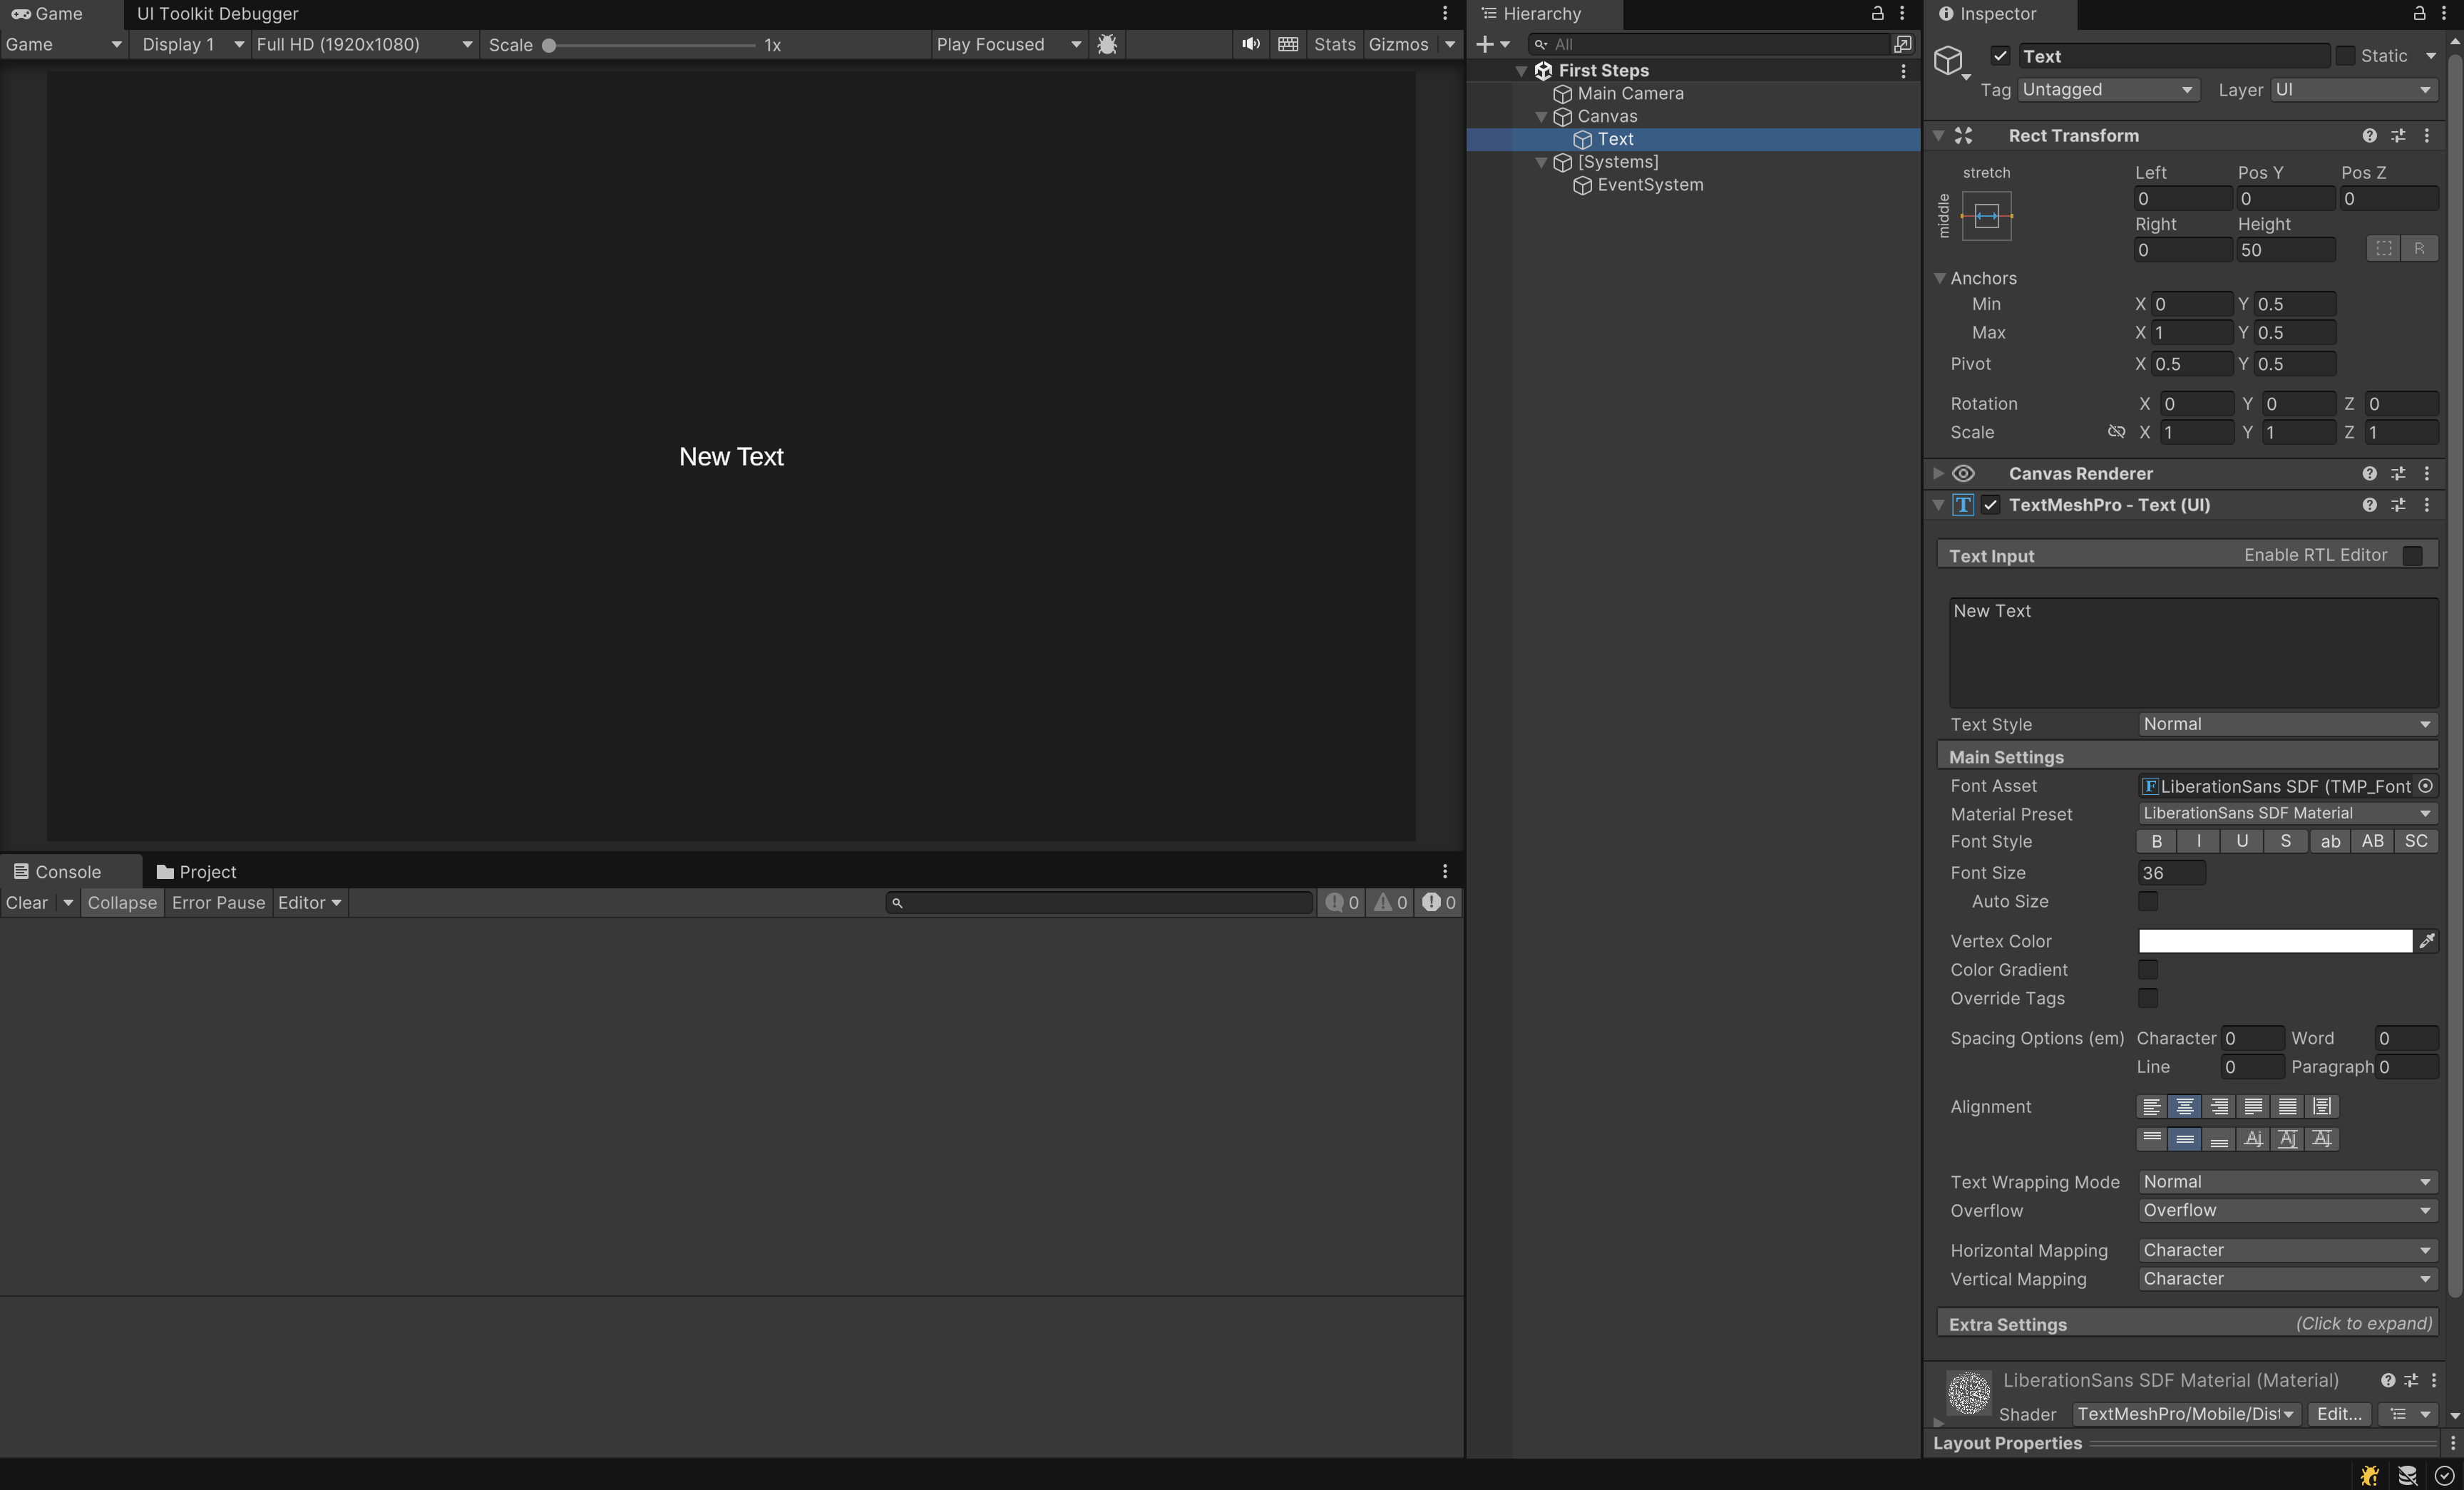 Game
UI Toolkit Debugger
Game
Display 1
Full HD (1920x1080)
Scale
1x
Play Focused
Stats
Gizmos
New Text
Console
Project
Clear
Collapse
Error Pause
Editor
0
0
0
Hierarchy
All
First Steps
Main Camera
Canvas
Text
[Systems]
EventSystem
Inspector
Text
Static
Tag Untagged
Layer UI
Rect Transform
stretch
middle
Left Pos Y Pos Z
0 0 0
Right Height
0 50
R
Anchors
Min X 0 Y 0.5
Max X 1 Y 0.5
Pivot X 0.5 Y 0.5
Rotation X 0 Y 0 Z 0
Scale X 1 Y 1 Z 1
Canvas Renderer
TextMeshPro - Text (UI)
Text Input Enable RTL Editor
New Text
Text Style Normal
Main Settings
Font Asset LiberationSans SDF (TMP_Font
Material Preset LiberationSans SDF Material
Font Style B I U S ab AB SC
Font Size 36
Auto Size
Vertex Color
Color Gradient
Override Tags
Spacing Options (em) Character 0 Word 0
Line 0 Paragraph 0
Alignment
Text Wrapping Mode Normal
Overflow Overflow
Horizontal Mapping Character
Vertical Mapping Character
Extra Settings (Click to expand)
LiberationSans SDF Material (Material)
Shader TextMeshPro/Mobile/Dist Edit...
Layout Properties